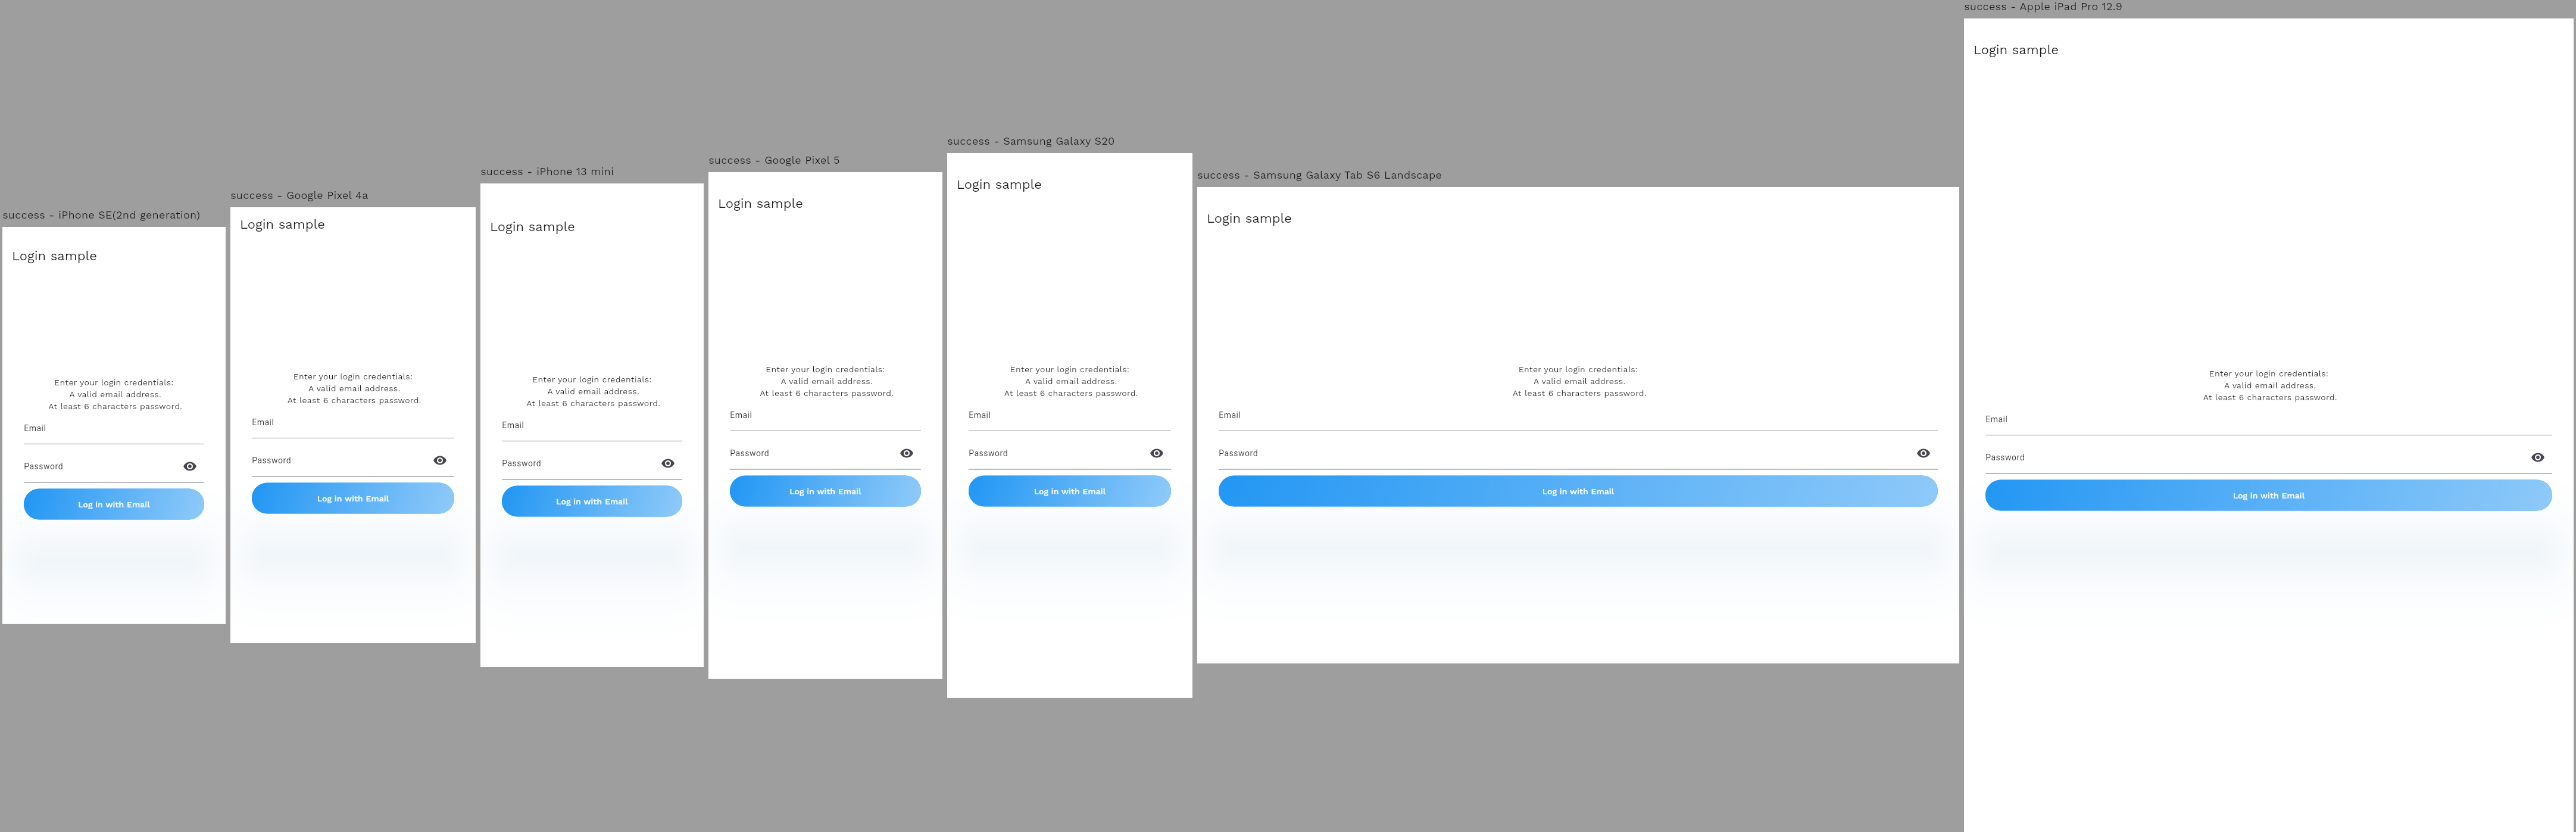 success - iPhone SE(2nd generation)
Login sample
Enter your login credentials:
A valid email address.
At least 6 characters password.
Email
Password
Log in with Email
success - Google Pixel 4a
Login sample
Enter your login credentials:
A valid email address.
At least 6 characters password.
Email
Password
Log in with Email
success - iPhone 13 mini
Login sample
Enter your login credentials:
A valid email address.
At least 6 characters password.
Email
Password
Log in with Email
success - Google Pixel 5
Login sample
Enter your login credentials:
A valid email address.
At least 6 characters password.
Email
Password
Log in with Email
success - Samsung Galaxy S20
Login sample
Enter your login credentials:
A valid email address.
At least 6 characters password.
Email
Password
Log in with Email
success - Samsung Galaxy Tab S6 Landscape
Login sample
Enter your login credentials:
A valid email address.
At least 6 characters password.
Email
Password
Log in with Email
success - Apple iPad Pro 12.9
Login sample
Enter your login credentials:
A valid email address.
At least 6 characters password.
Email
Password
Log in with Email